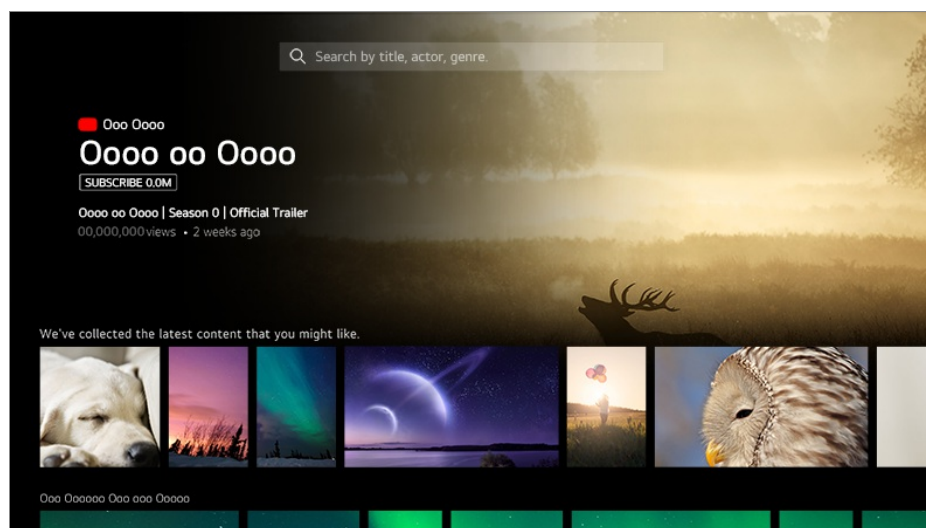 Search by title, actor, genre.
Ooo Oooo
Oooo oo Oooo
SUBSCRIBE 0.0M
Oooo oo Oooo | Season 0 | Official Trailer
00,000,000 views • 2 weeks ago
We've collected the latest content that you might like.
Ooo Oooooo Ooo ooo Ooooo